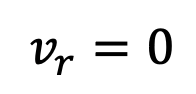 v_r = 0